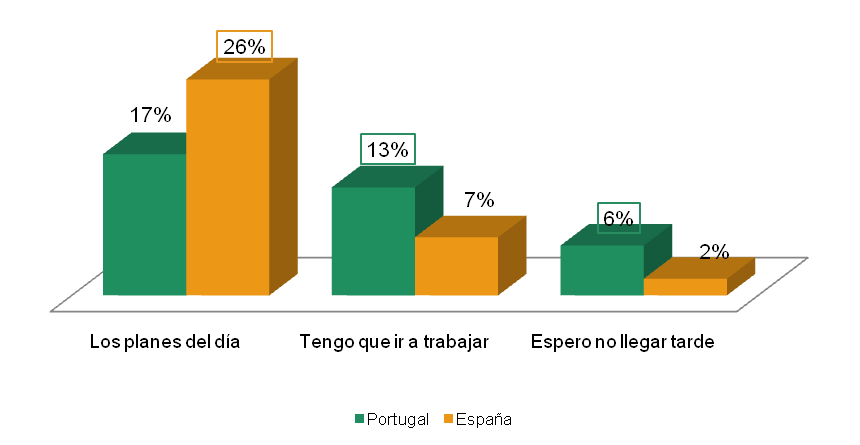 26%
17%
13%
7%
6%
2%
Los planes del día
Tengo que ir a trabajar
Espero no llegar tarde
Portugal
España